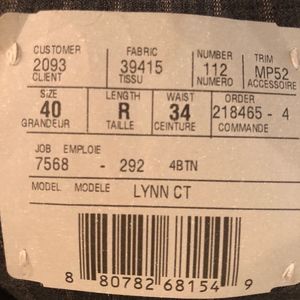 CUSTOMER FABRIC NUMBER TRIM
2093 39415 112 MP52
CLIENT TISSU NUMERO ACCESSOIRE
SIZE LENGTH WAIST ORDER
40 R 34 218465 - 4
GRANDEUR TAILLE CEINTURE COMMANDE
JOB EMPLOIE
7568 - 292 4BTN
MODEL MODELE LYNN CT
8 80782 68154 9